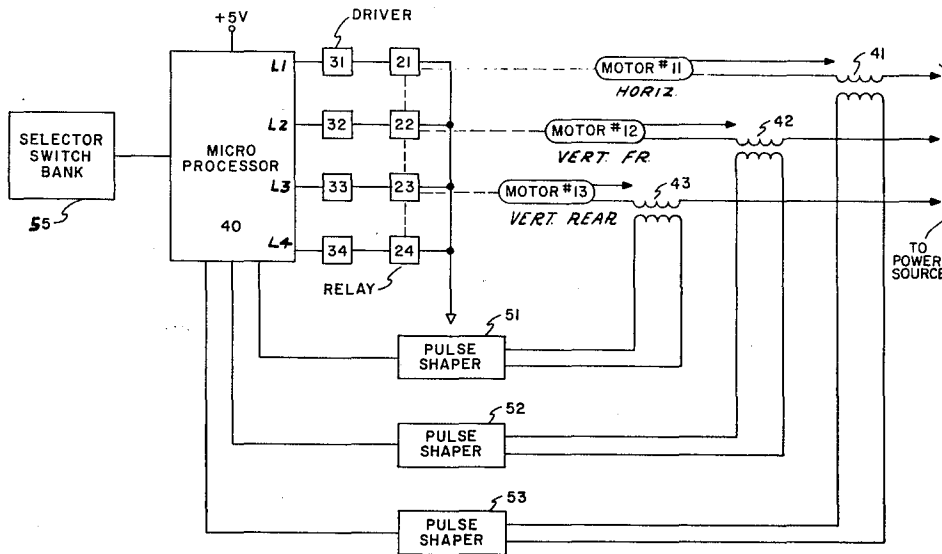 +5V
DRIVER
L1
31
21
MOTOR #11
HORIZ.
41
L2
32
22
MOTOR #12
VERT. FR.
42
SELECTOR
SWITCH
BANK
55
MICRO
PROCESSOR
40
L3
33
23
MOTOR #13
VERT. REAR
43
L4
34
24
RELAY
TO
POWER
SOURCE
51
PULSE
SHAPER
52
PULSE
SHAPER
53
PULSE
SHAPER